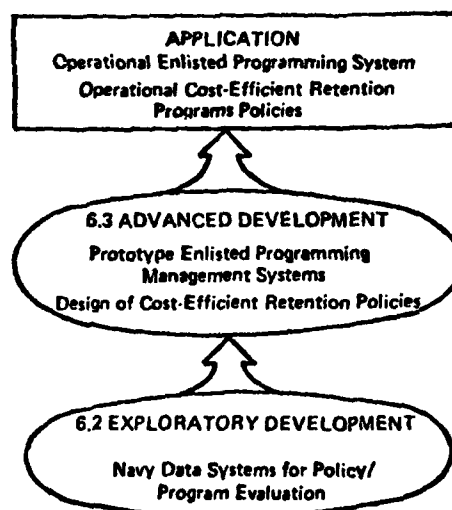 APPLICATION
Operational Enlisted Programming System
Operational Cost-Efficient Retention
Programs Policies
6.3 ADVANCED DEVELOPMENT
Prototype Enlisted Programming
Management Systems
Design of Cost-Efficient Retention Policies
6.2 EXPLORATORY DEVELOPMENT
Navy Data Systems for Policy/
Program Evaluation